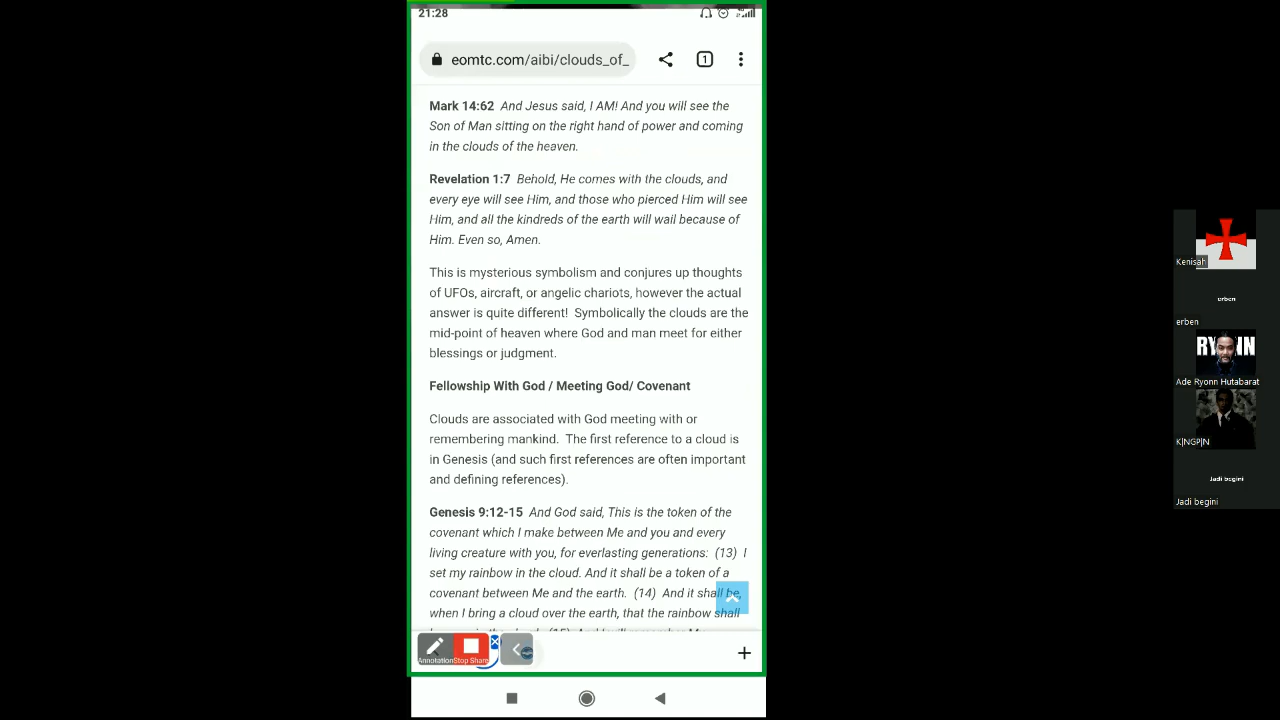 21:28
eomtc.com/aibi/clouds_of_
1
Mark 14:62 And Jesus said, I AM! And you will see the
Son of Man sitting on the right hand of power and coming
in the clouds of the heaven.
Revelation 1:7 Behold, He comes with the clouds, and
every eye will see Him, and those who pierced Him will see
Him, and all the kindreds of the earth will wail because of
Him. Even so, Amen.
This is mysterious symbolism and conjures up thoughts
of UFOs, aircraft, or angelic chariots, however the actual
answer is quite different! Symbolically the clouds are the
mid-point of heaven where God and man meet for either
blessings or judgment.
Fellowship With God / Meeting God/ Covenant
Clouds are associated with God meeting with or
remembering mankind. The first reference to a cloud is
in Genesis (and such first references are often important
and defining references).
Genesis 9:12-15 And God said, This is the token of the
covenant which I make between Me and you and every
living creature with you, for everlasting generations: (13) I
set my rainbow in the cloud. And it shall be a token of a
covenant between Me and the earth. (14) And it shall be,
when I bring a cloud over the earth, that the rainbow shall
Annotation
Stop Share
Kenisah
erben
erben
RYONN
Ade Ryonn Hutabarat
K|NGP|N
Jadi begini
Jadi begini